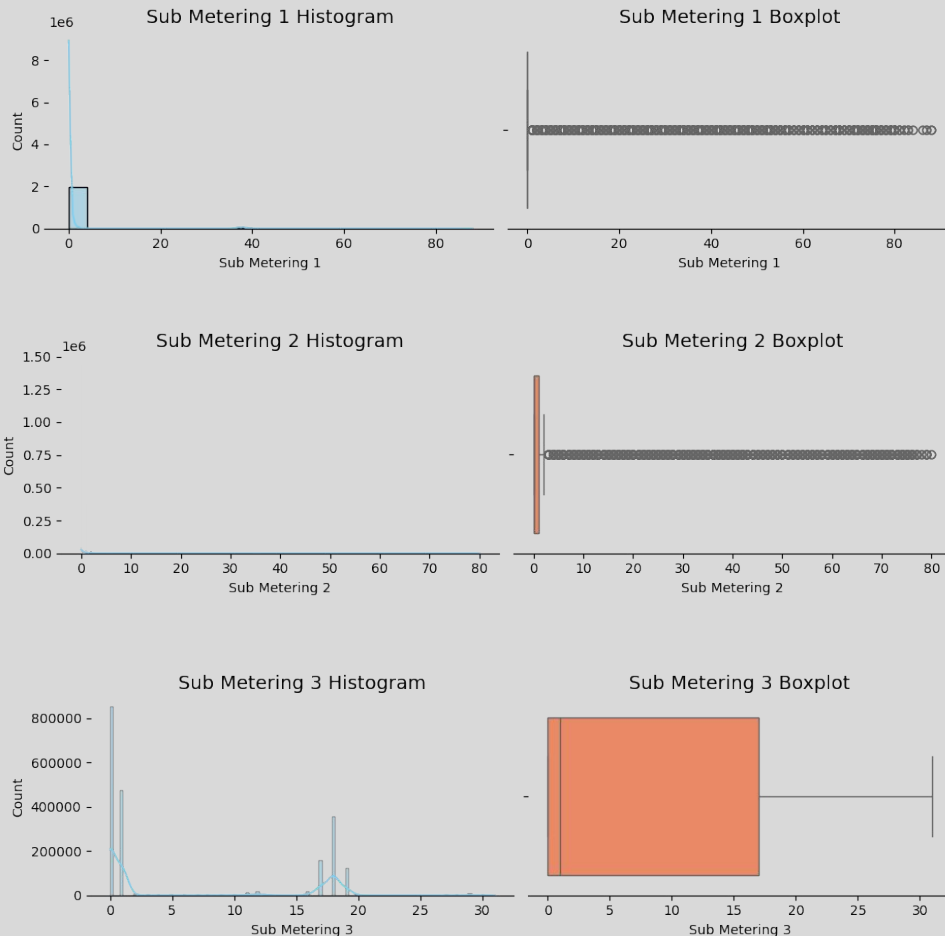 Sub Metering 1 Histogram
1e6
8
6
4
2
0
Count
0 20 40 60 80
Sub Metering 1
Sub Metering 1 Boxplot
0 20 40 60 80
Sub Metering 1
Sub Metering 2 Histogram
1e6
1.50
1.25
1.00
0.75
0.50
0.25
0.00
Count
0 10 20 30 40 50 60 70 80
Sub Metering 2
Sub Metering 2 Boxplot
0 10 20 30 40 50 60 70 80
Sub Metering 2
Sub Metering 3 Histogram
800000
600000
400000
200000
0
Count
0 5 10 15 20 25 30
Sub Metering 3
Sub Metering 3 Boxplot
0 5 10 15 20 25 30
Sub Metering 3